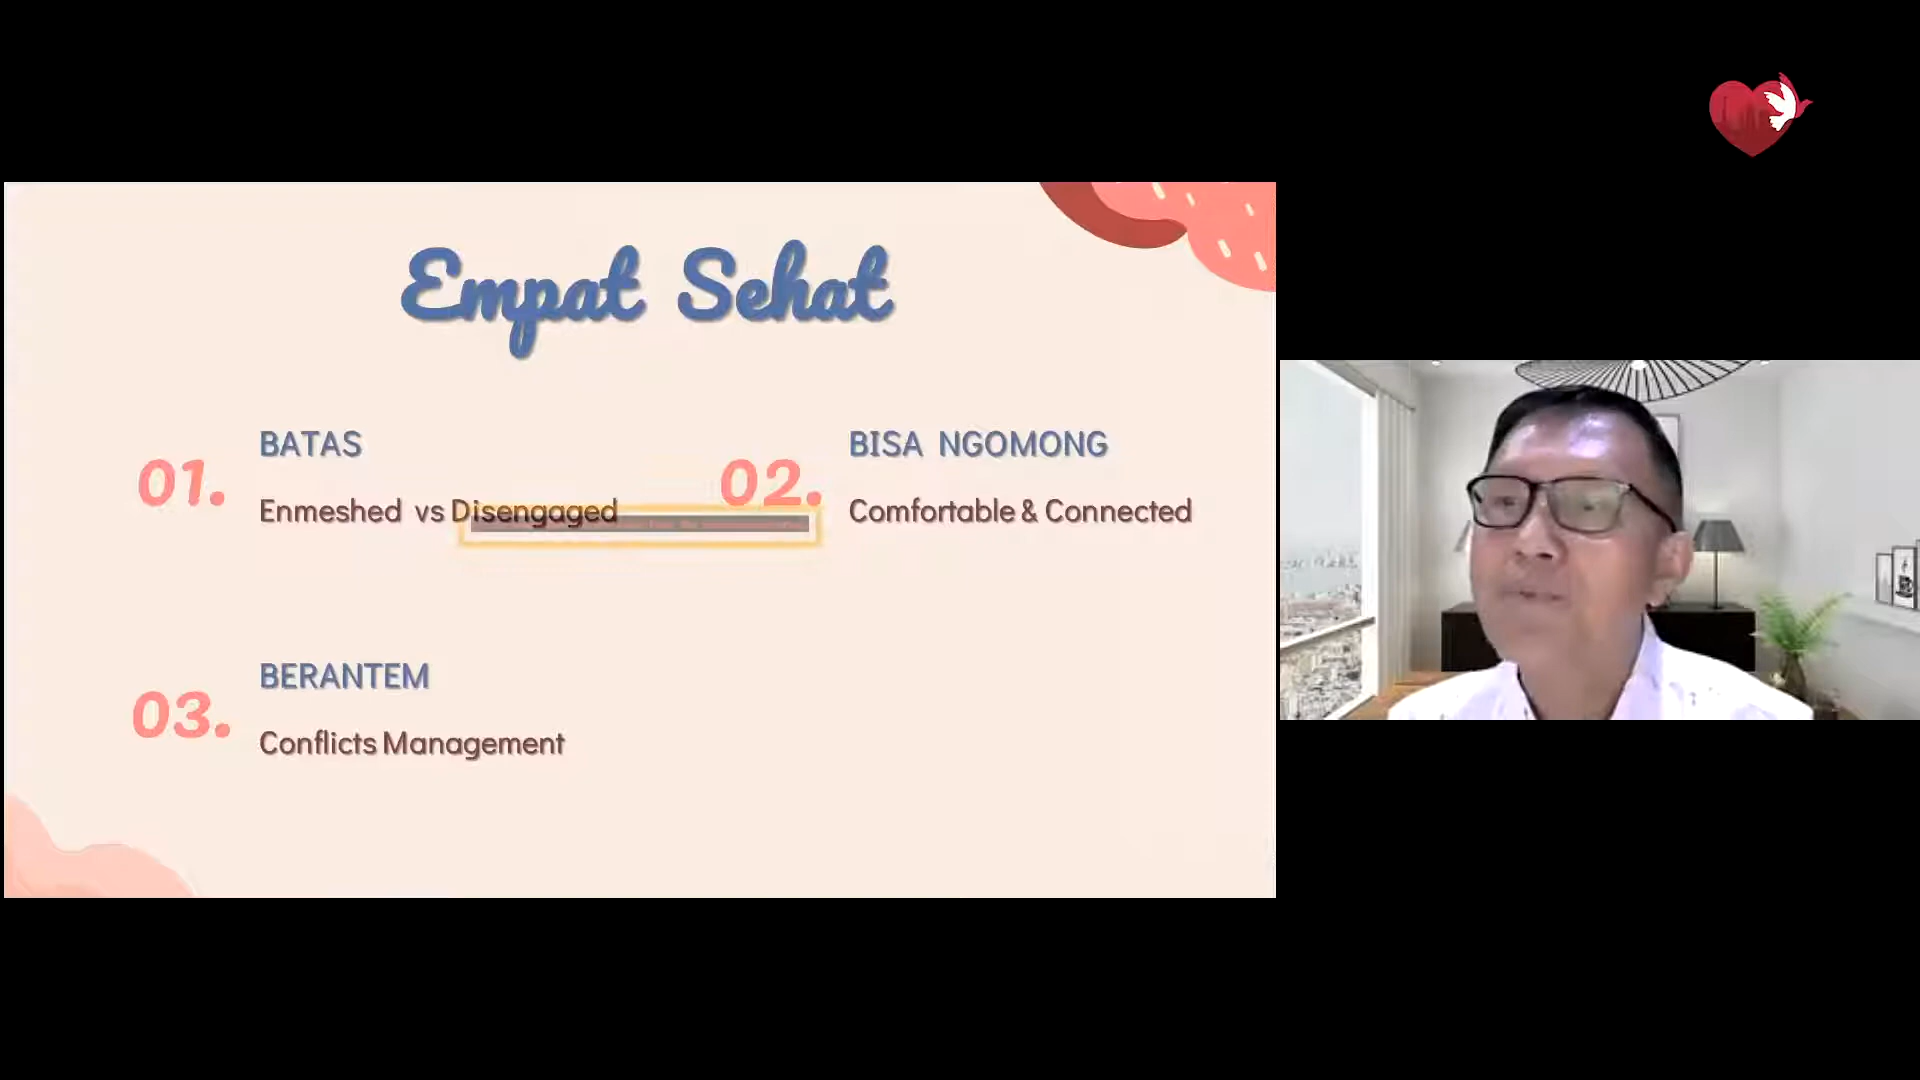 Empat Sehat
01.
BATAS
Enmeshed vs Disengaged
02.
BISA NGOMONG
Comfortable & Connected
03.
BERANTEM
Conflicts Management